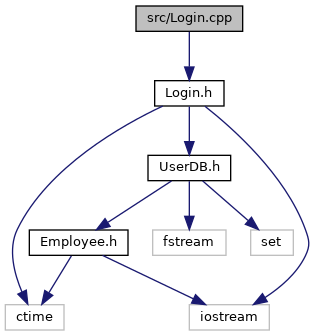 src/Login.cpp
Login.h
UserDB.h
Employee.h
fstream
set
ctime
iostream